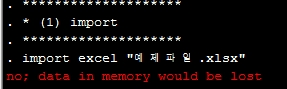 . ********************
. * (1) import
. ********************
. import excel "예제파일.xlsx"
no; data in memory would be lost